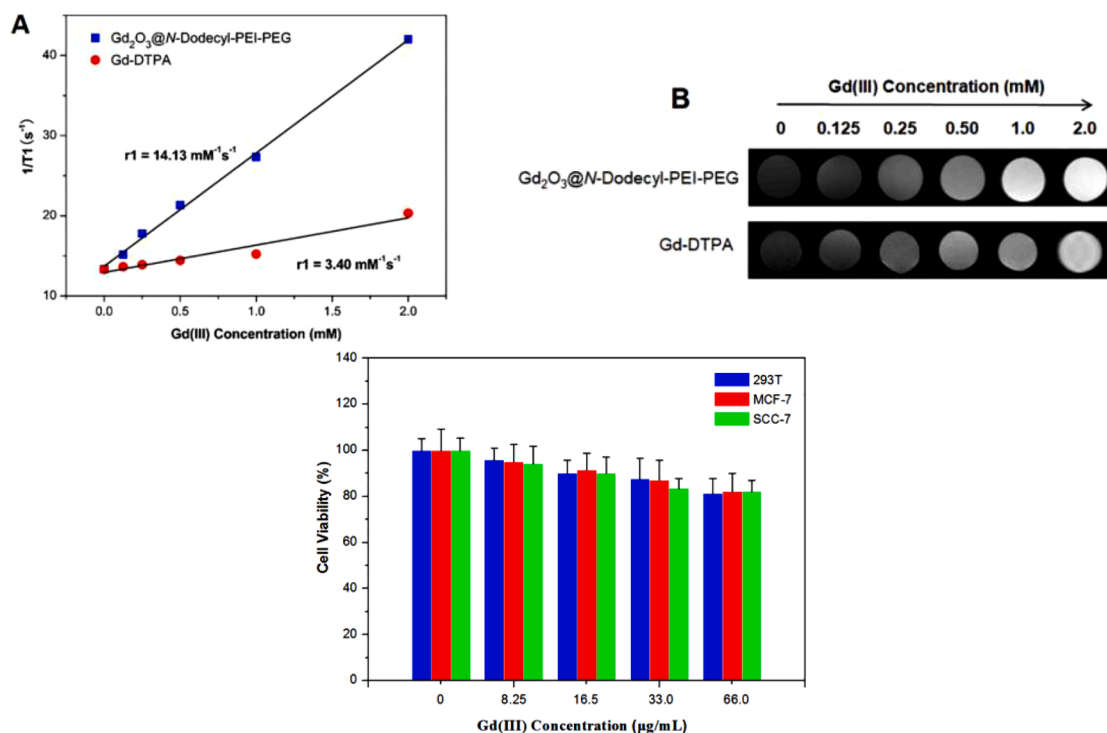 A
Gd₂O₃@N-Dodecyl-PEI-PEG
Gd-DTPA
40
30
20
10
1/T1 (s⁻¹)
r1 = 14.13 mM⁻¹s⁻¹
r1 = 3.40 mM⁻¹s⁻¹
0.0 0.5 1.0 1.5 2.0
Gd(III) Concentration (mM)
B
Gd(III) Concentration (mM)
0 0.125 0.25 0.50 1.0 2.0
Gd₂O₃@N-Dodecyl-PEI-PEG
Gd-DTPA
140
120
100
80
60
40
20
0
Cell Viability (%)
293T
MCF-7
SCC-7
0 8.25 16.5 33.0 66.0
Gd(III) Concentration (µg/mL)